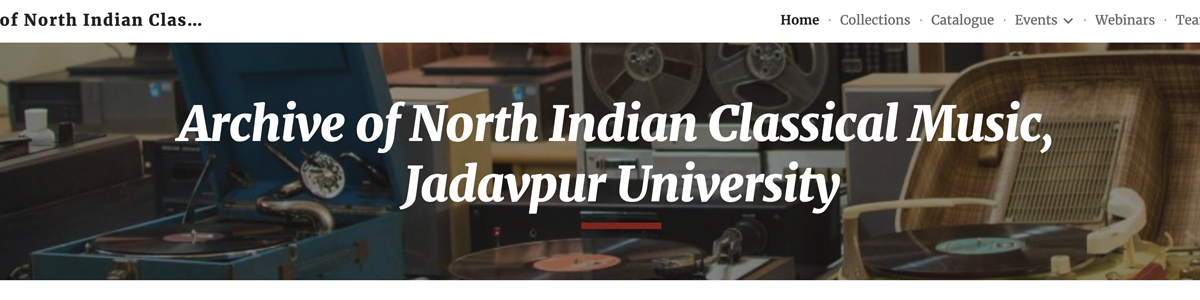 of North Indian Clas...
Home · Collections · Catalogue · Events · Webinars · Tea
Archive of North Indian Classical Music,
Jadavpur University